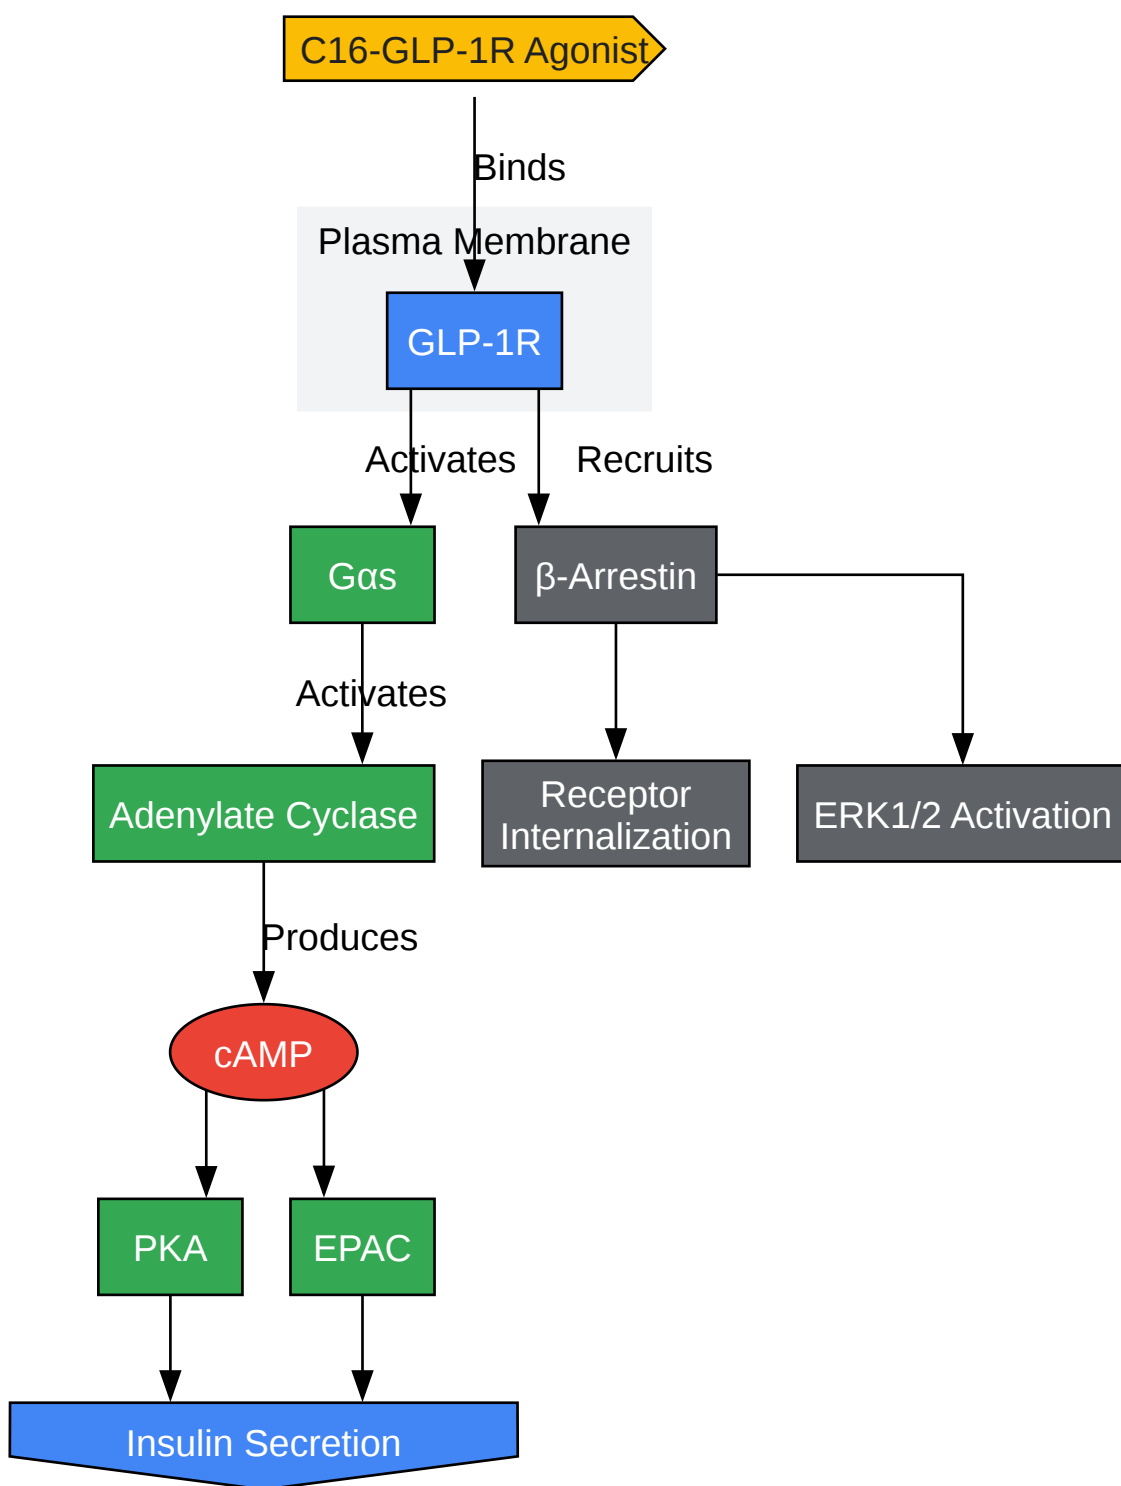 C16-GLP-1R Agonist
Binds
Plasma Membrane
GLP-1R
Activates
Recruits
Gαs
β-Arrestin
Activates
Adenylate Cyclase
Receptor
Internalization
ERK1/2 Activation
Produces
cAMP
PKA
EPAC
Insulin Secretion